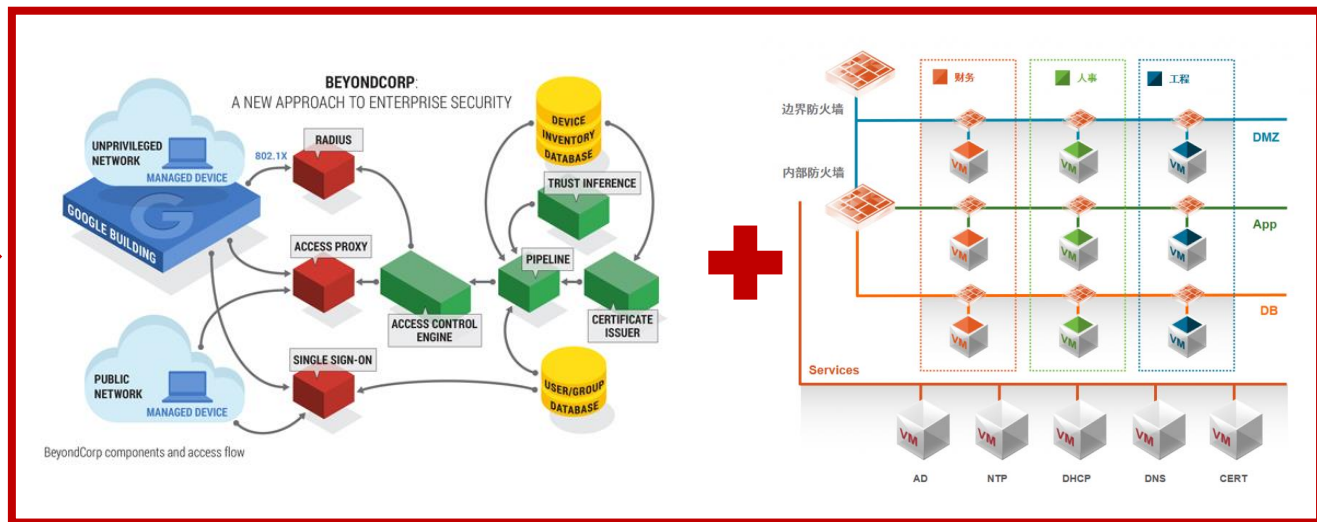 BEYONDCORP:
A NEW APPROACH TO ENTERPRISE SECURITY
UNPRIVILEGED
NETWORK
MANAGED DEVICE
802.1X
GOOGLE BUILDING
G
RADIUS
DEVICE
INVENTORY
DATABASE
TRUST INFERENCE
ACCESS PROXY
PIPELINE
ACCESS CONTROL
ENGINE
CERTIFICATE
ISSUER
PUBLIC
NETWORK
MANAGED DEVICE
SINGLE SIGN-ON
USER/GROUP
DATABASE
BeyondCorp components and access flow
财务
人事
工程
边界防火墙
DMZ
VM
VM
VM
内部防火墙
App
VM
VM
VM
DB
VM
VM
VM
Services
VM
VM
VM
VM
VM
AD
NTP
DHCP
DNS
CERT